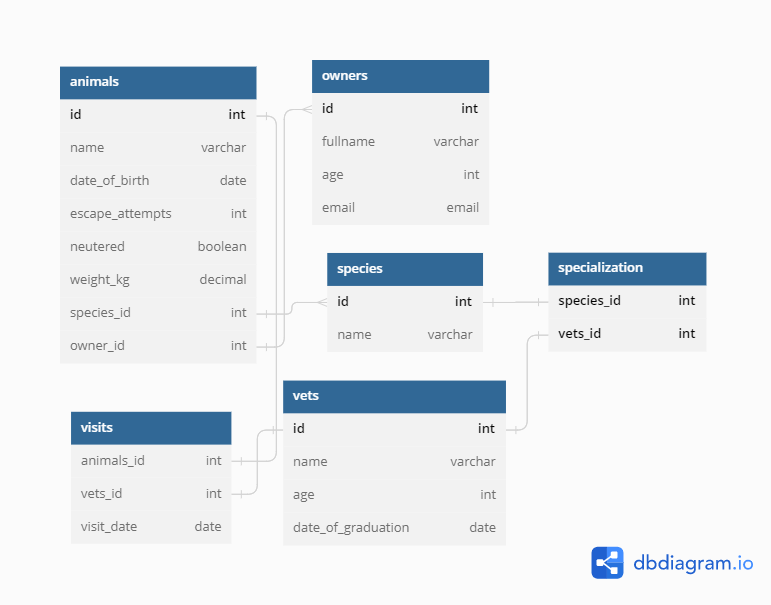 animals
id int
name varchar
date_of_birth date
escape_attempts int
neutered boolean
weight_kg decimal
species_id int
owner_id int
owners
id int
fullname varchar
age int
email email
species
id int
name varchar
specialization
species_id int
vets_id int
visits
animals_id int
vets_id int
visit_date date
vets
id int
name varchar
age int
date_of_graduation date
dbdiagram.io